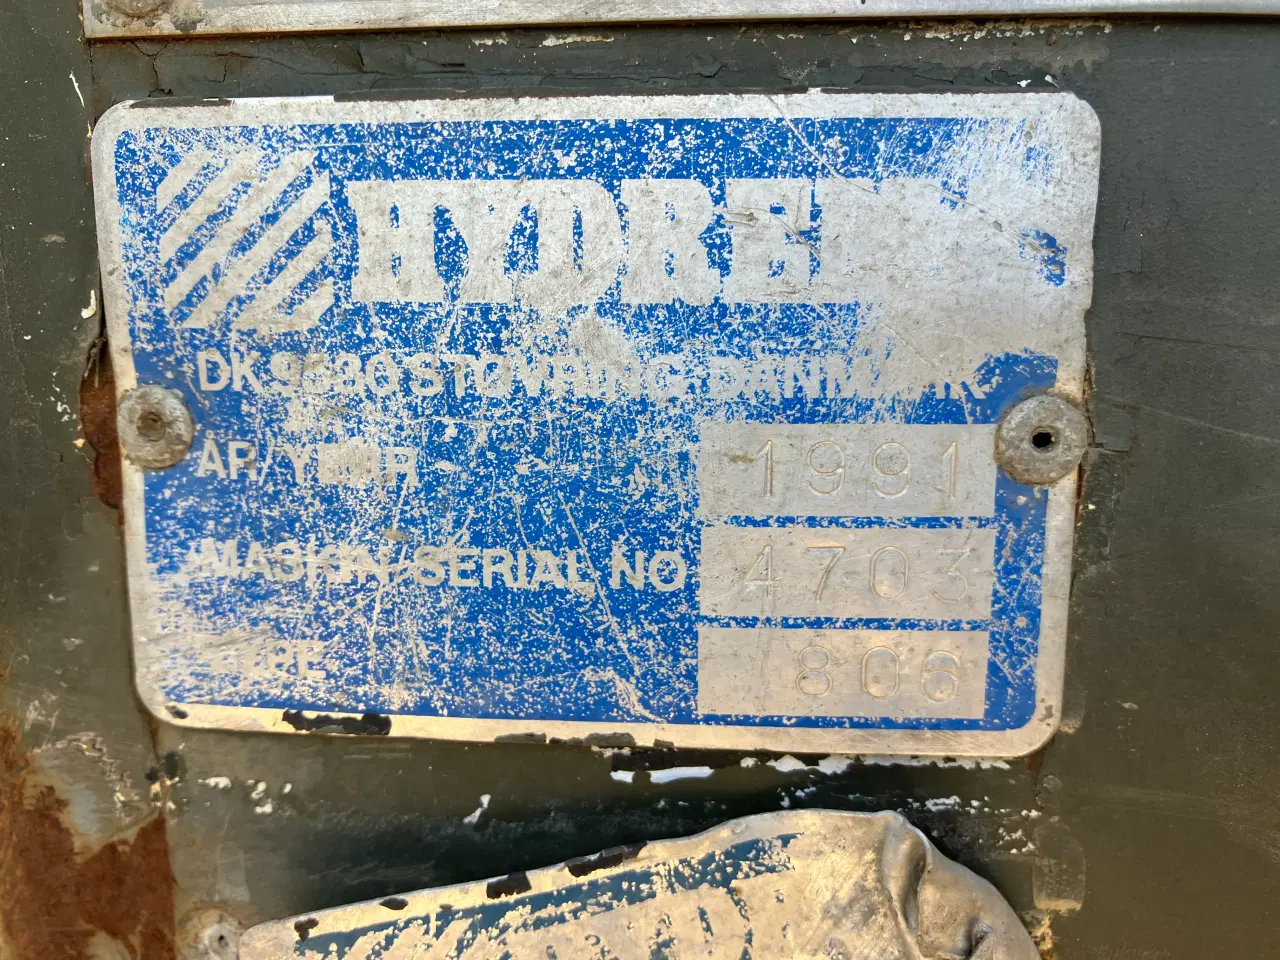 HYDREMA
DK 9530 STØVRING-DANMARK
ÅR/YEAR 1991
MASKIN/SERIAL NO 4703
TYPE 806